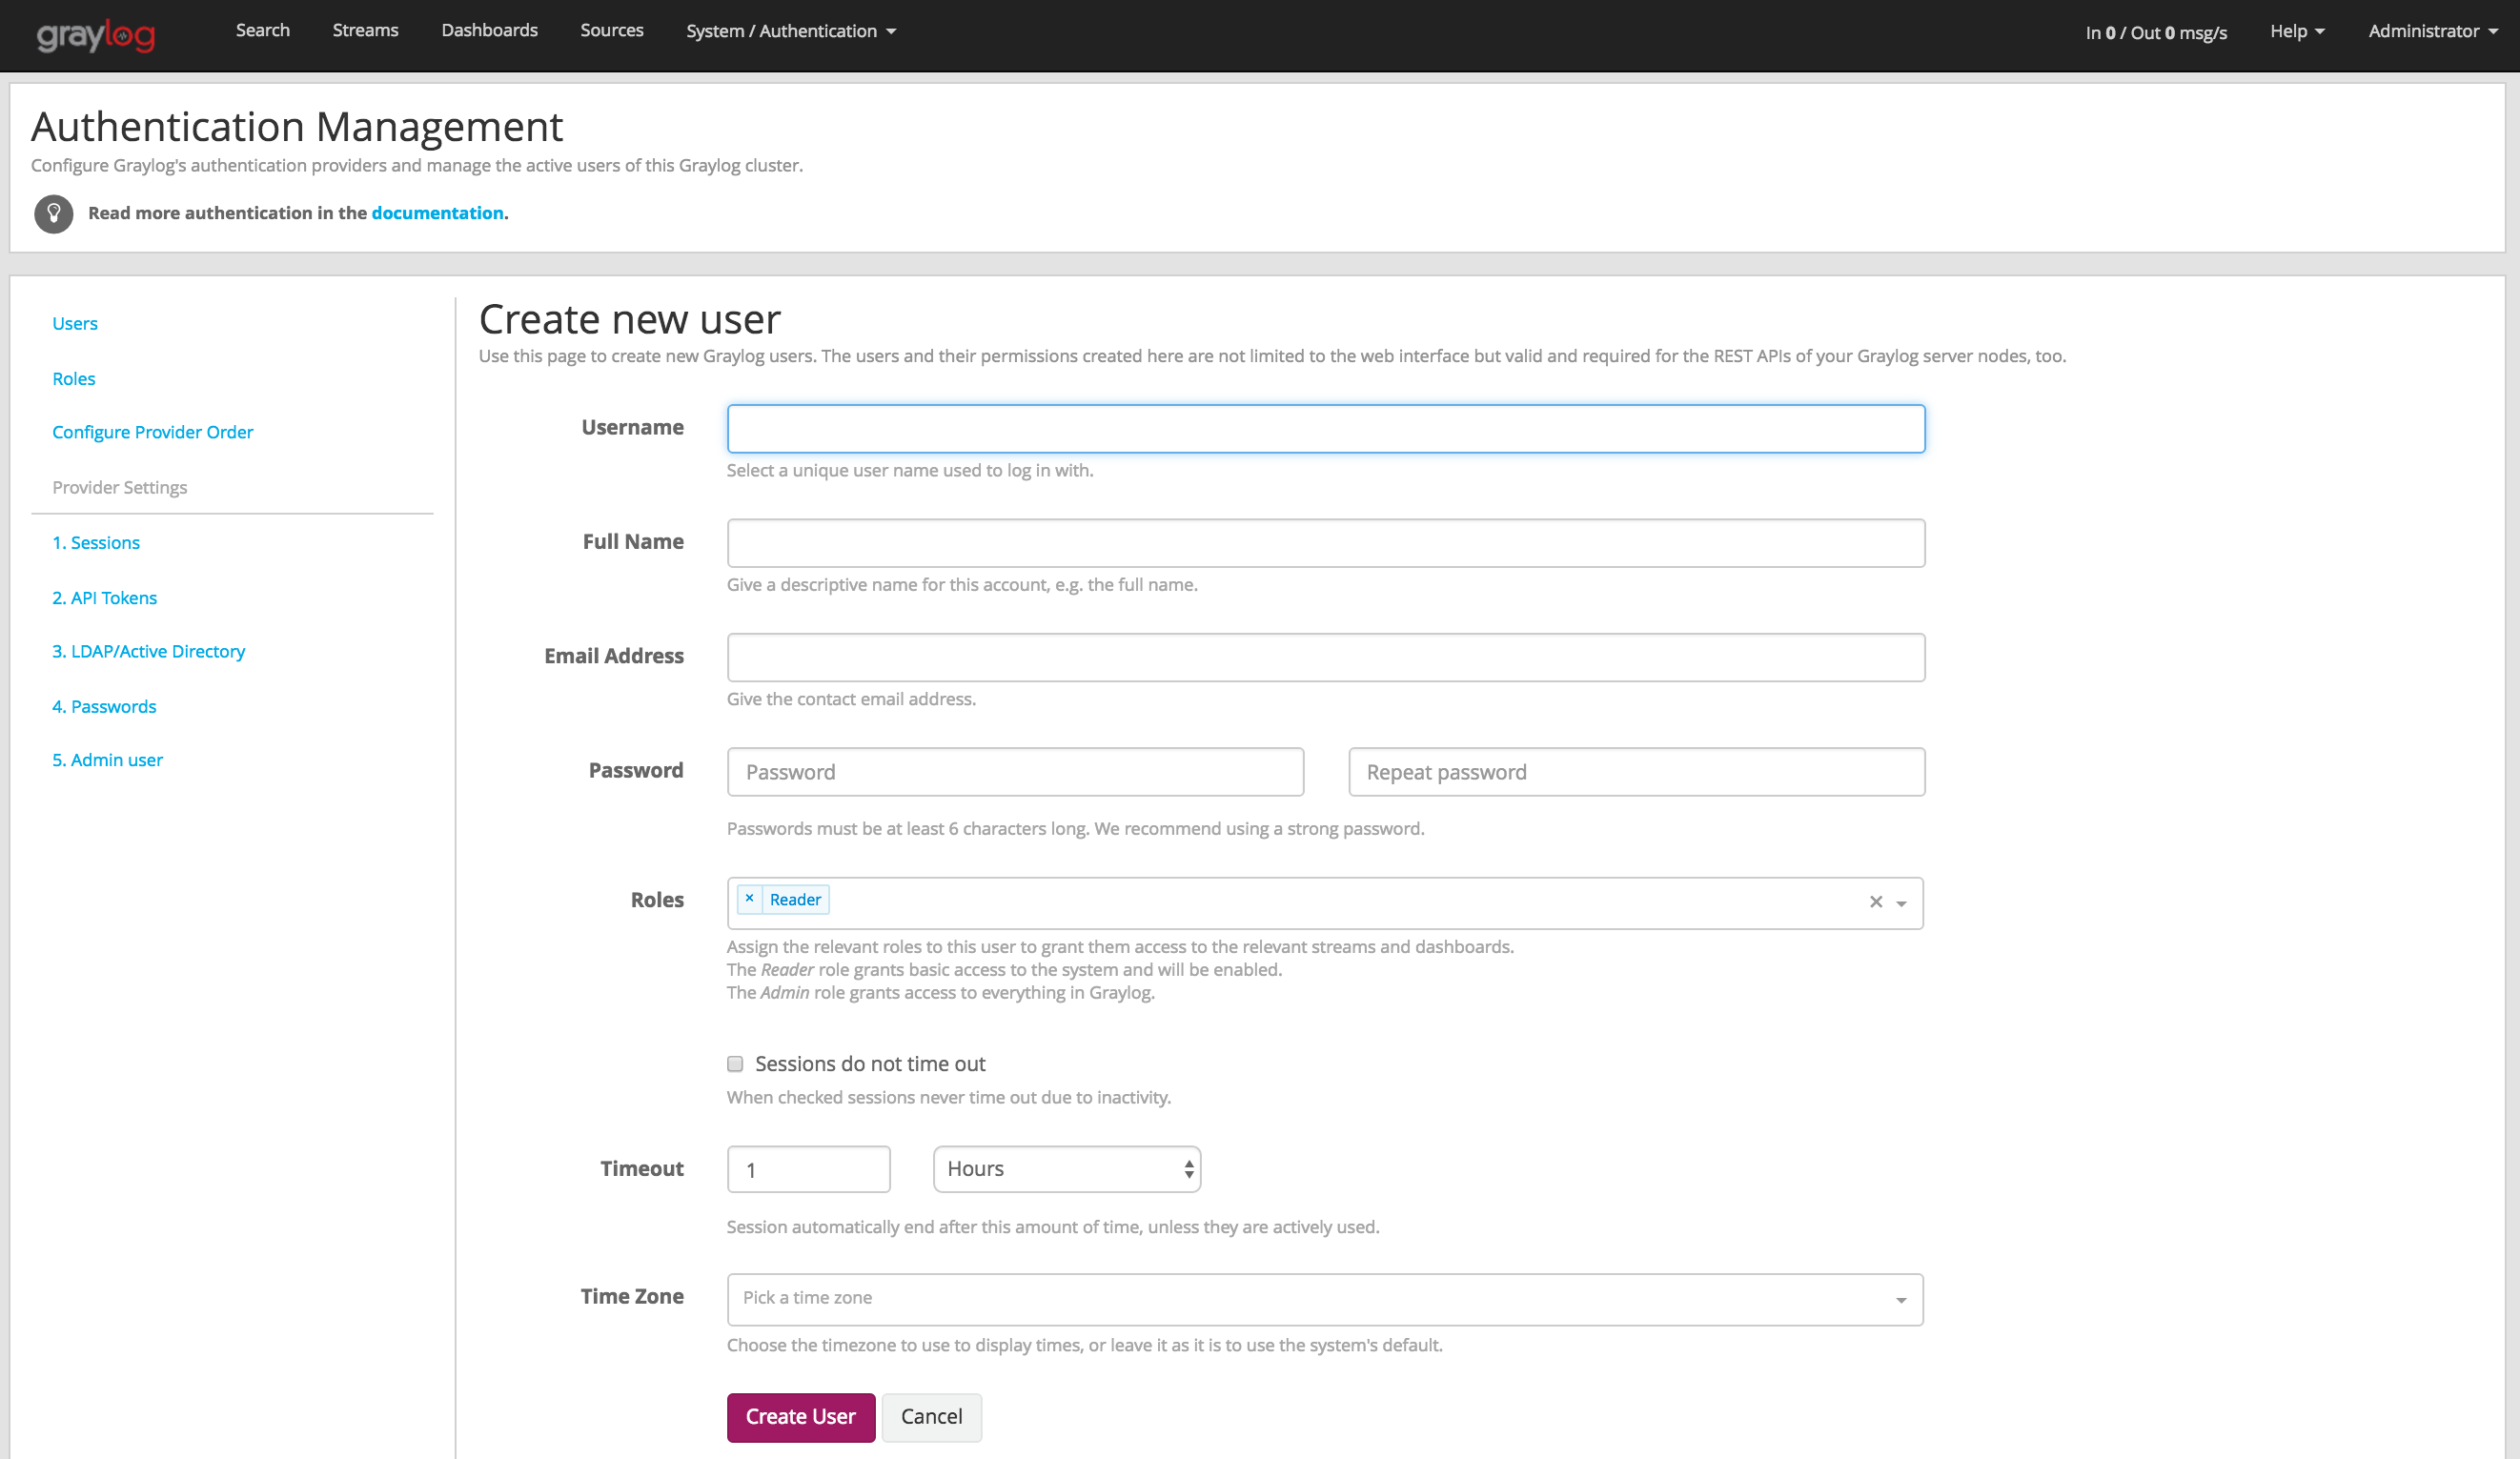 graylog
Search Streams Dashboards Sources System / Authentication In 0 / Out 0 msg/s Help Administrator
Authentication Management
Configure Graylog's authentication providers and manage the active users of this Graylog cluster.
Read more authentication in the documentation.
Users
Roles
Configure Provider Order
Provider Settings
1. Sessions
2. API Tokens
3. LDAP/Active Directory
4. Passwords
5. Admin user
Create new user
Use this page to create new Graylog users. The users and their permissions created here are not limited to the web interface but valid and required for the REST APIs of your Graylog server nodes, too.
Username
Select a unique user name used to log in with.
Full Name
Give a descriptive name for this account, e.g. the full name.
Email Address
Give the contact email address.
Password Password Repeat password
Passwords must be at least 6 characters long. We recommend using a strong password.
Roles × Reader ×
Assign the relevant roles to this user to grant them access to the relevant streams and dashboards.
The Reader role grants basic access to the system and will be enabled.
The Admin role grants access to everything in Graylog.
Sessions do not time out
When checked sessions never time out due to inactivity.
Timeout 1 Hours
Session automatically end after this amount of time, unless they are actively used.
Time Zone Pick a time zone
Choose the timezone to use to display times, or leave it as it is to use the system's default.
Create User Cancel